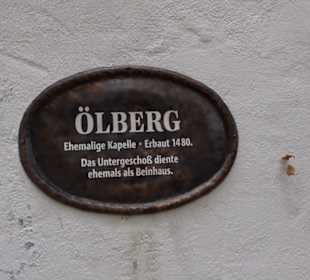 ÖLBERG
Ehemalige Kapelle • Erbaut 1480.
Das Untergeschoß diente
ehemals als Beinhaus.